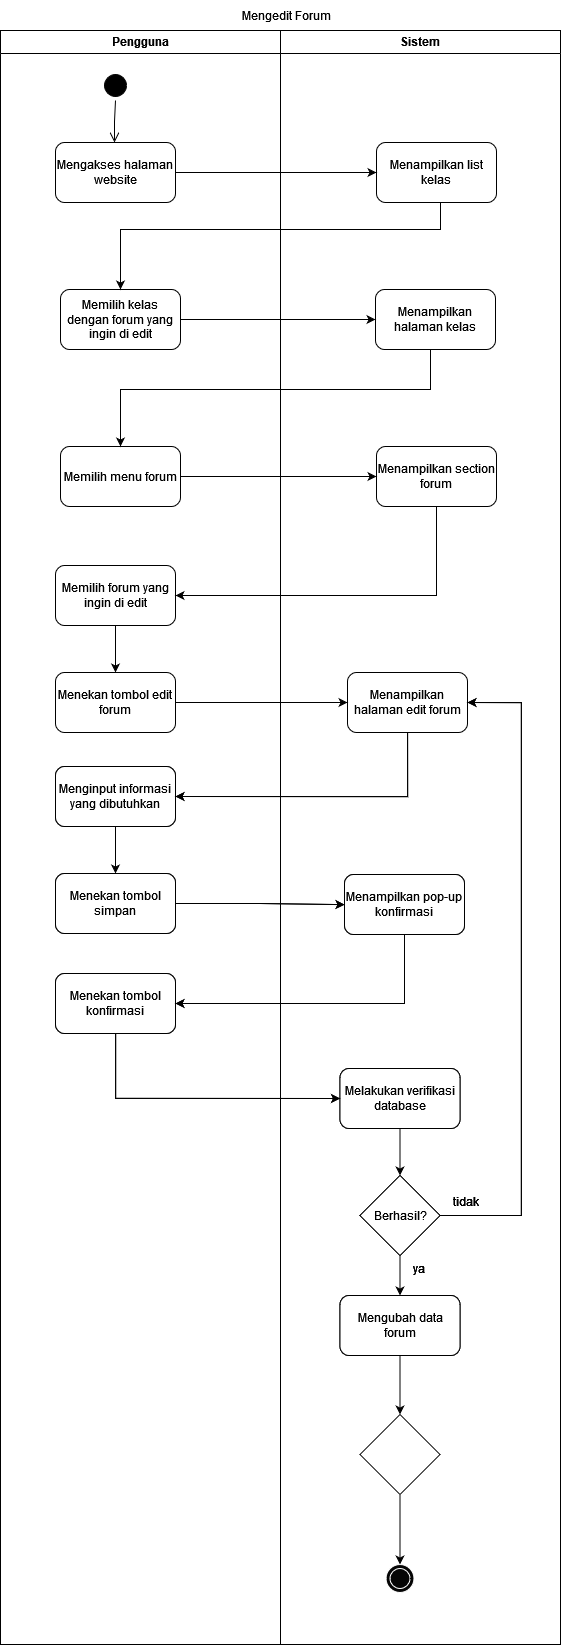 Mengedit Forum
Pengguna
Sistem
Mengakses halaman
website
Menampilkan list
kelas
Memilih kelas
dengan forum yang
ingin di edit
Menampilkan
halaman kelas
Memilih menu forum
Menampilkan section
forum
Memilih forum yang
ingin di edit
Menekan tombol edit
forum
Menampilkan
halaman edit forum
Menginput informasi
yang dibutuhkan
Menekan tombol
simpan
Menampilkan pop-up
konfirmasi
Menekan tombol
konfirmasi
Melakukan verifikasi
database
Berhasil?
tidak
ya
Mengubah data
forum